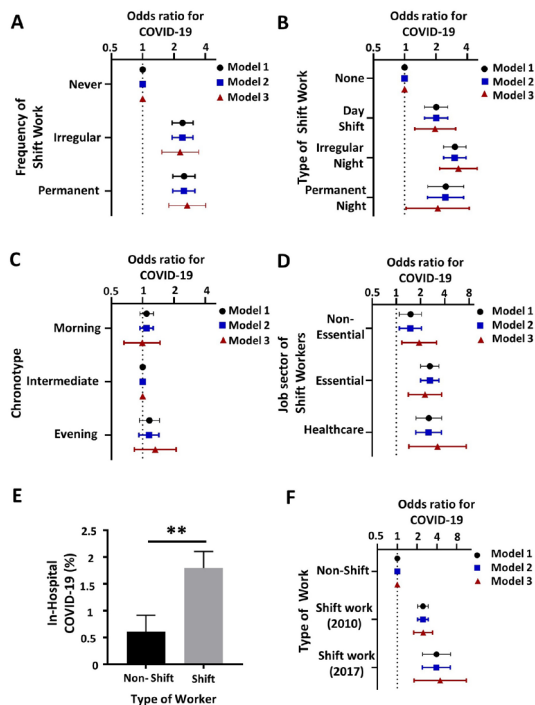 A
Odds ratio for
COVID-19
0.5 1 2 4
Model 1
Model 2
Model 3
Frequency of
Shift Work
Never
Irregular
Permanent
B
Odds ratio for
COVID-19
0.5 1 2 4
Model 1
Model 2
Model 3
Type of Shift Work
None
Day
Shift
Irregular
Night
Permanent
Night
C
Odds ratio for
COVID-19
0.5 1 2 4
Model 1
Model 2
Model 3
Chronotype
Morning
Intermediate
Evening
D
Odds ratio for
COVID-19
0.5 1 2 4 8
Model 1
Model 2
Model 3
Job sector of
Shift Workers
Non-
Essential
Essential
Healthcare
E
In-Hospital
COVID-19 (%)
2.5
2
1.5
1
0.5
0
**
Non- Shift Shift
Type of Worker
F
Odds ratio for
COVID-19
0.5 1 2 4 8
Model 1
Model 2
Model 3
Type of Work
Non-Shift
Shift work
(2010)
Shift work
(2017)